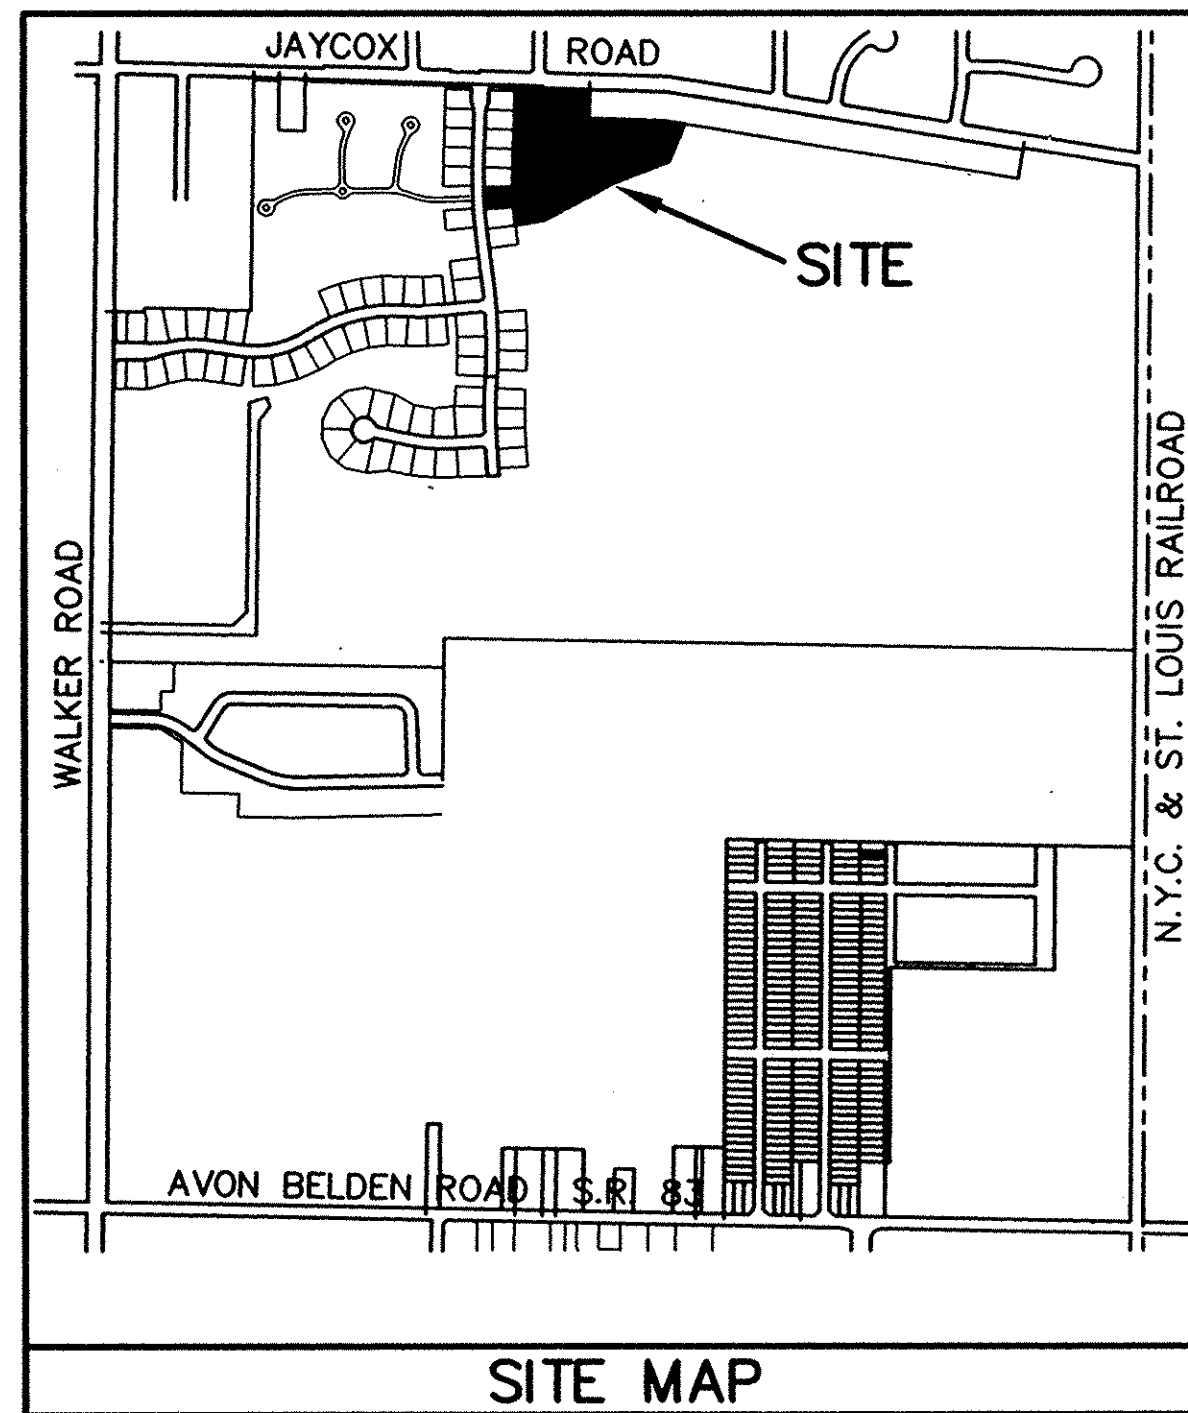 JAYCOX ROAD
SITE
WALKER ROAD
N.Y.C. & ST. LOUIS RAILROAD
AVON BELDEN ROAD S.R. 83
SITE MAP